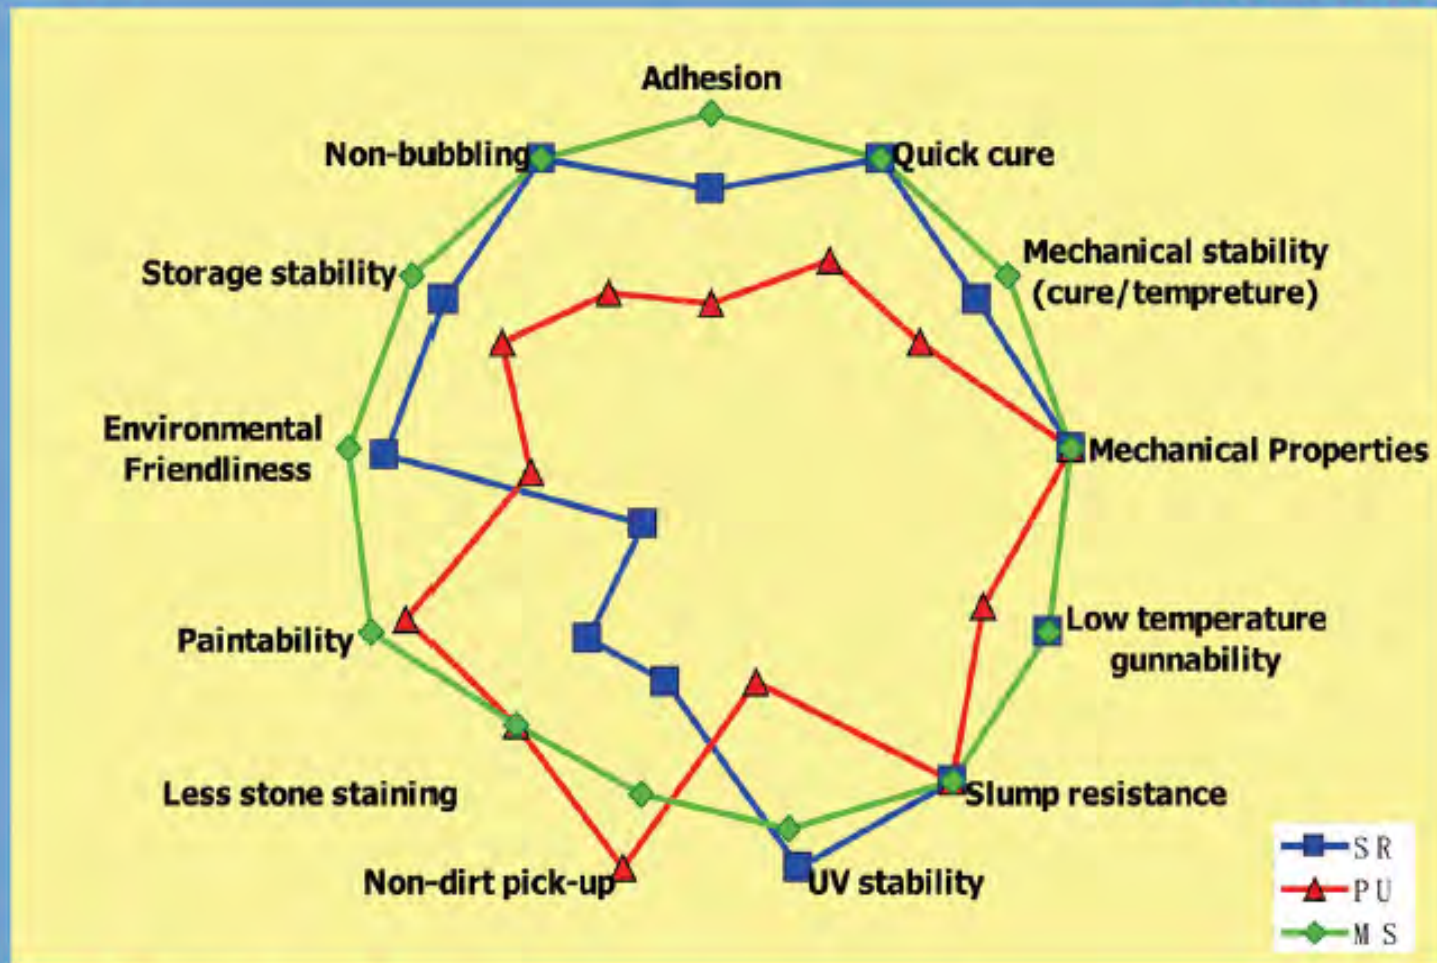 Adhesion
Non-bubbling
Quick cure
Mechanical stability
(cure/tempreture)
Storage stability
Environmental
Friendliness
Mechanical Properties
Low temperature
gunnability
Paintability
Less stone staining
Slump resistance
Non-dirt pick-up
UV stability
SR
PU
MS